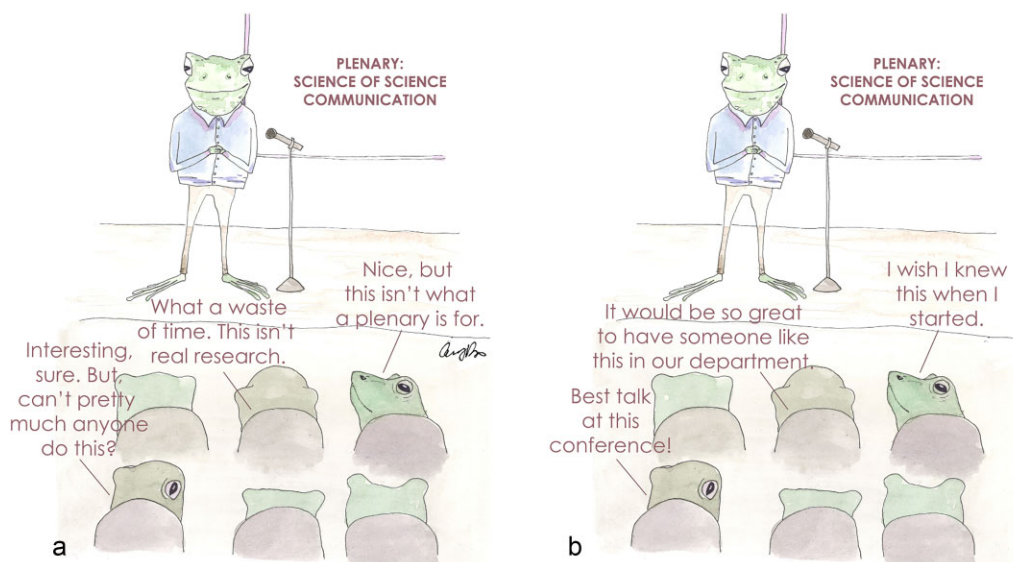 PLENARY:
SCIENCE OF SCIENCE
COMMUNICATION
Nice, but
this isn't what
a plenary is for.
What a waste
of time. This isn't
real research.
Interesting,
sure. But,
can't pretty
much anyone
do this?
a
PLENARY:
SCIENCE OF SCIENCE
COMMUNICATION
I wish I knew
this when I
started.
It would be so great
to have someone like
this in our department.
Best talk
at this
conference!
b